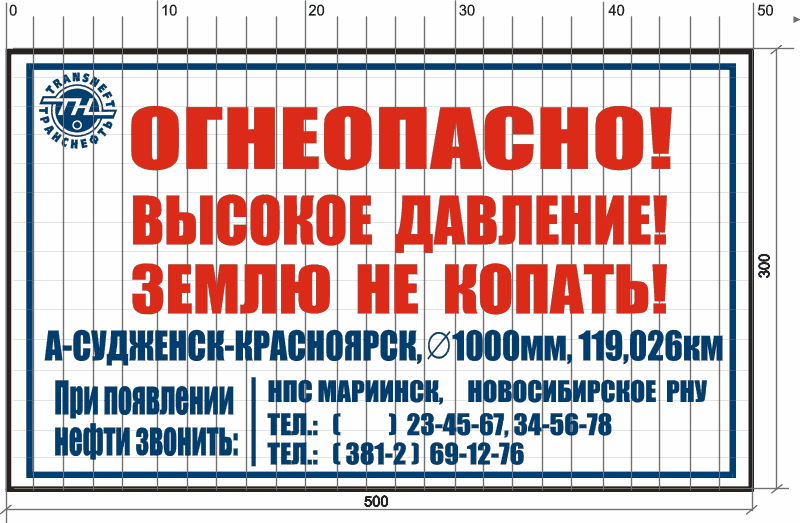 0 10 20 30 40 50
TRANSNEFT
ТН
ТРАНСНЕФТЬ
ОГНЕОПАСНО!
ВЫСОКОЕ ДАВЛЕНИЕ!
ЗЕМЛЮ НЕ КОПАТЬ!
А-СУДЖЕНСК-КРАСНОЯРСК, ∅1000мм, 119,026км
При появлении
нефти звонить:
НПС МАРИИНСК, НОВОСИБИРСКОЕ РНУ
ТЕЛ.: ( ) 23-45-67, 34-56-78
ТЕЛ.: ( 381-2 ) 69-12-76
300
500